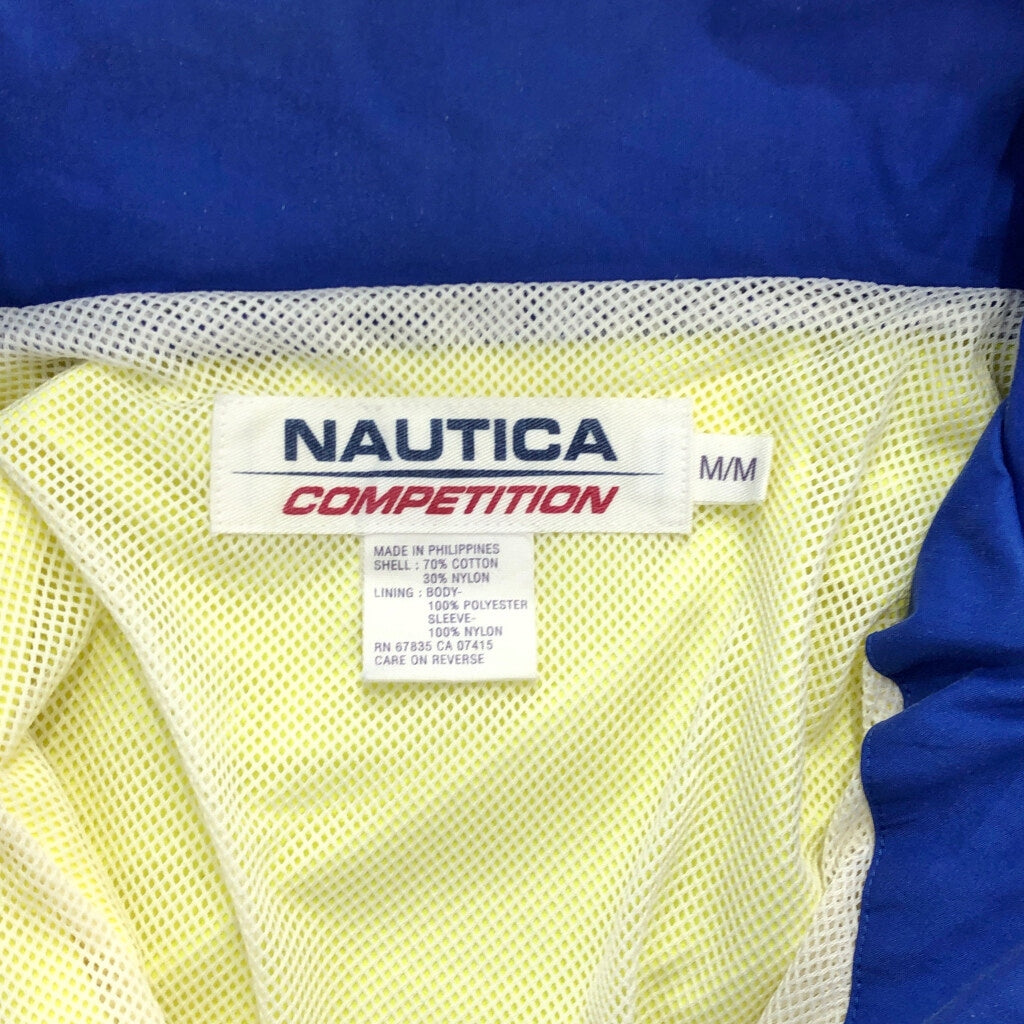 NAUTICA
COMPETITION
M/M
MADE IN PHILIPPINES
SHELL : 70% COTTON
30% NYLON
LINING : BODY-
100% POLYESTER
SLEEVE-
100% NYLON
RN 67835 CA 07415
CARE ON REVERSE